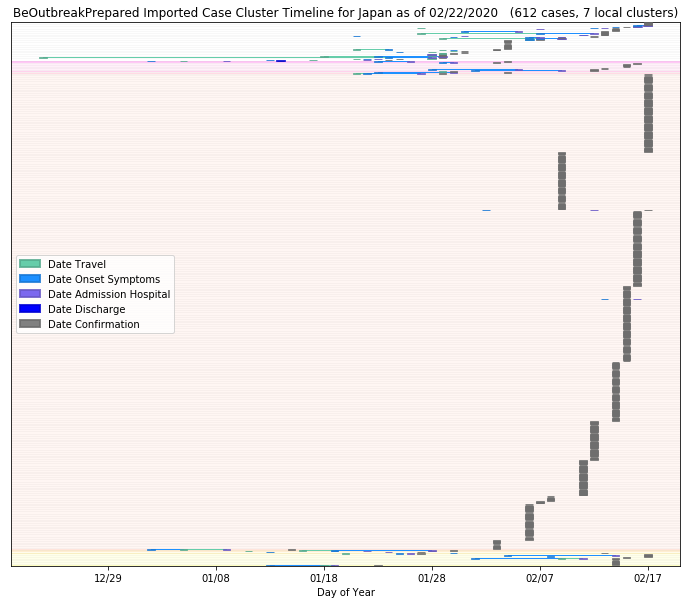 BeOutbreakPrepared Imported Case Cluster Timeline for Japan as of 02/22/2020   (612 cases, 7 local clusters)
Date Travel
Date Onset Symptoms
Date Admission Hospital
Date Discharge
Date Confirmation
12/29 01/08 01/18 01/28 02/07 02/17
Day of Year